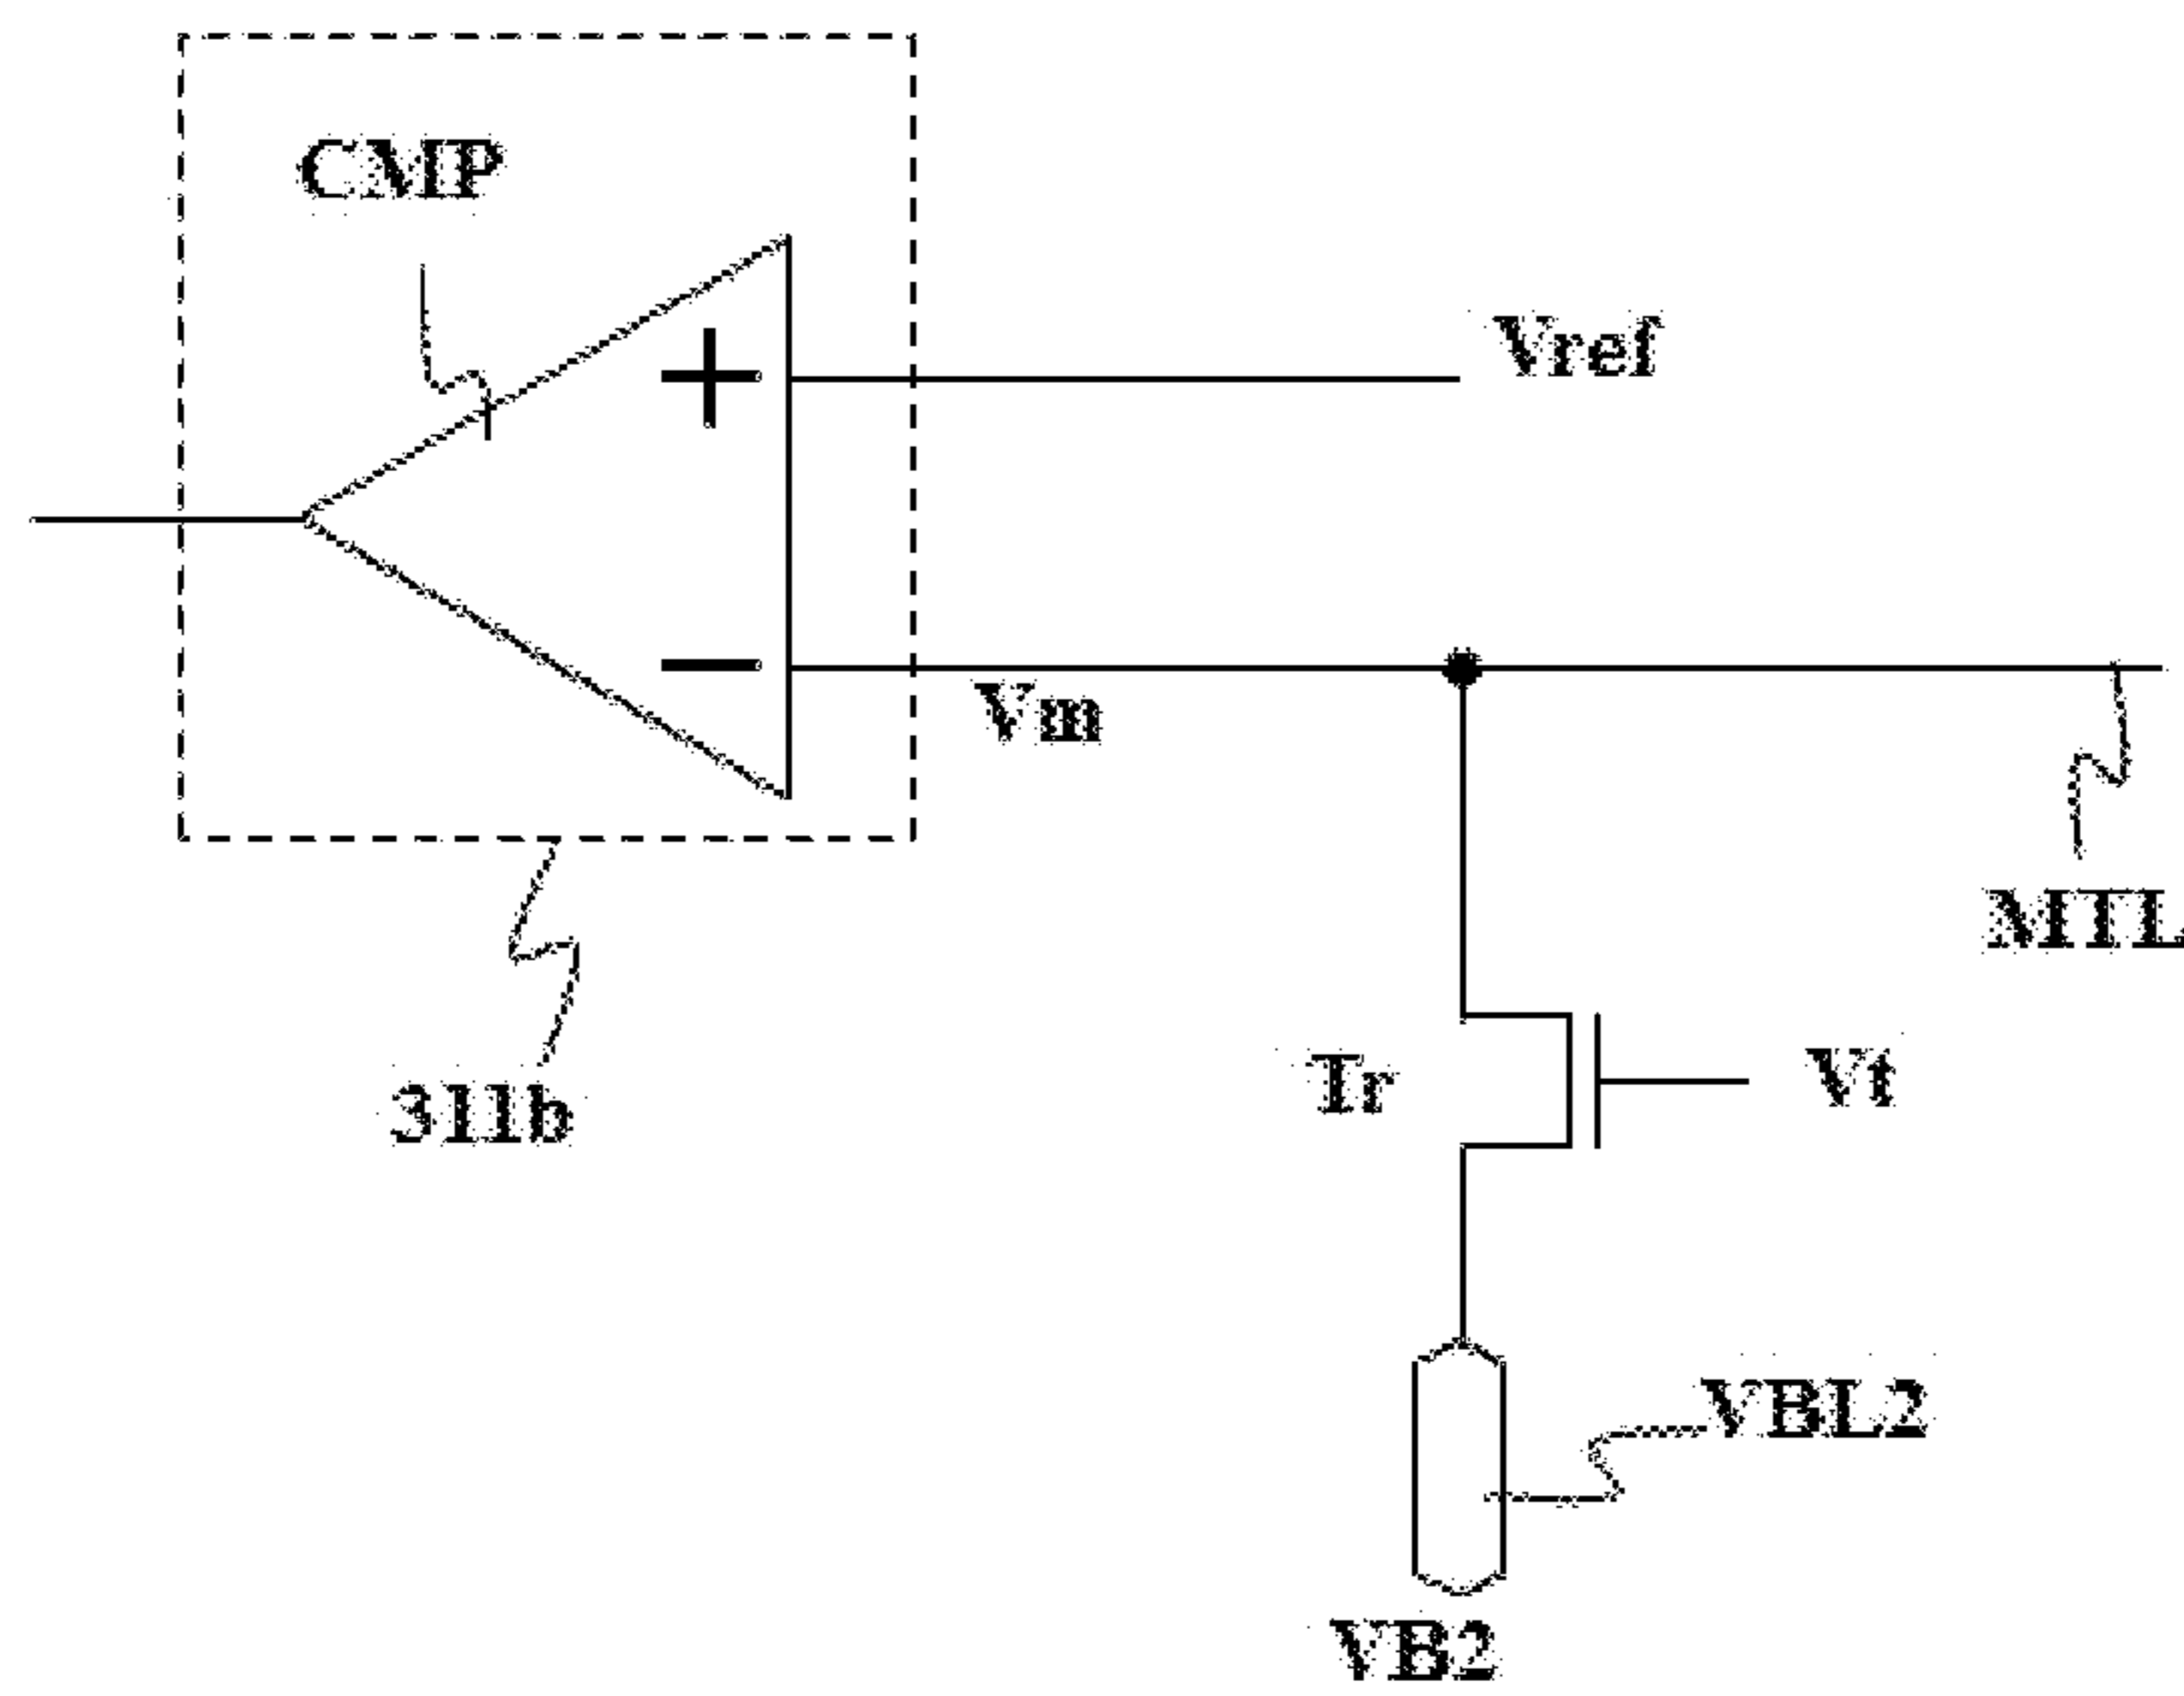 CMP
+
Vref
−
Vm
MTL
Tr
Vt
311b
VBL2
VB2